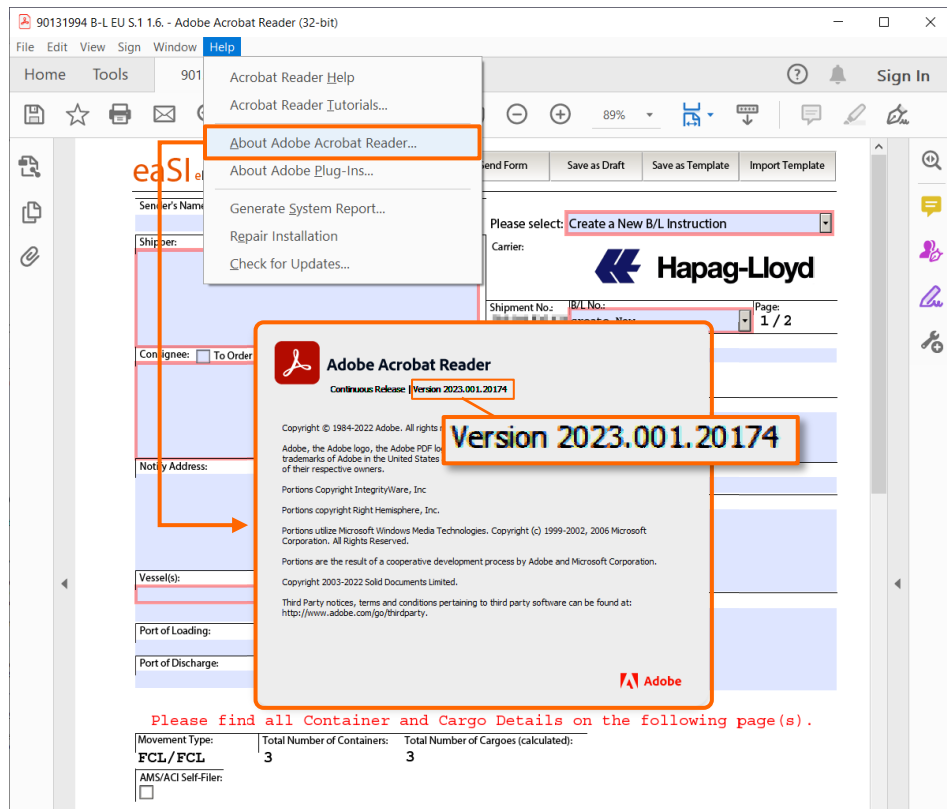 90131994 B-L EU S.1 1.6. - Adobe Acrobat Reader (32-bit)
File Edit View Sign Window Help
Home Tools 901
Sign In
Acrobat Reader Help
Acrobat Reader Tutorials...
About Adobe Acrobat Reader...
About Adobe Plug-Ins...
Generate System Report...
Repair Installation
Check for Updates...
89%
eaSI
Send Form Save as Draft Save as Template Import Template
Sender's Name
Please select: Create a New B/L Instruction
Shipper:
Carrier:
Hapag-Lloyd
Shipment No.: B/L No.: Page:
1 / 2
Consignee: To Order
Adobe Acrobat Reader
Continuous Release | Version 2023.001.20174
Version 2023.001.20174
Copyright © 1984-2022 Adobe. All rights
Adobe, the Adobe logo, the Adobe PDF
trademarks of Adobe in the United States
of their respective owners.
Notify Address:
Portions Copyright IntegrityWare, Inc
Portions copyright Right Hemisphere, Inc.
Portions utilize Microsoft Windows Media Technologies. Copyright (c) 1999-2002, 2006 Microsoft
Corporation. All Rights Reserved.
Portions are the result of a cooperative development process by Adobe and Microsoft Corporation.
Vessel(s):
Copyright 2003-2022 Solid Documents Limited.
Third Party notices, terms and conditions pertaining to third party software can be found at:
http://www.adobe.com/go/thirdparty.
Port of Loading:
Port of Discharge:
Adobe
Please find all Container and Cargo Details on the following page(s).
Movement Type: Total Number of Containers: Total Number of Cargoes (calculated):
FCL/FCL 3 3
AMS/ACI Self-Filer: